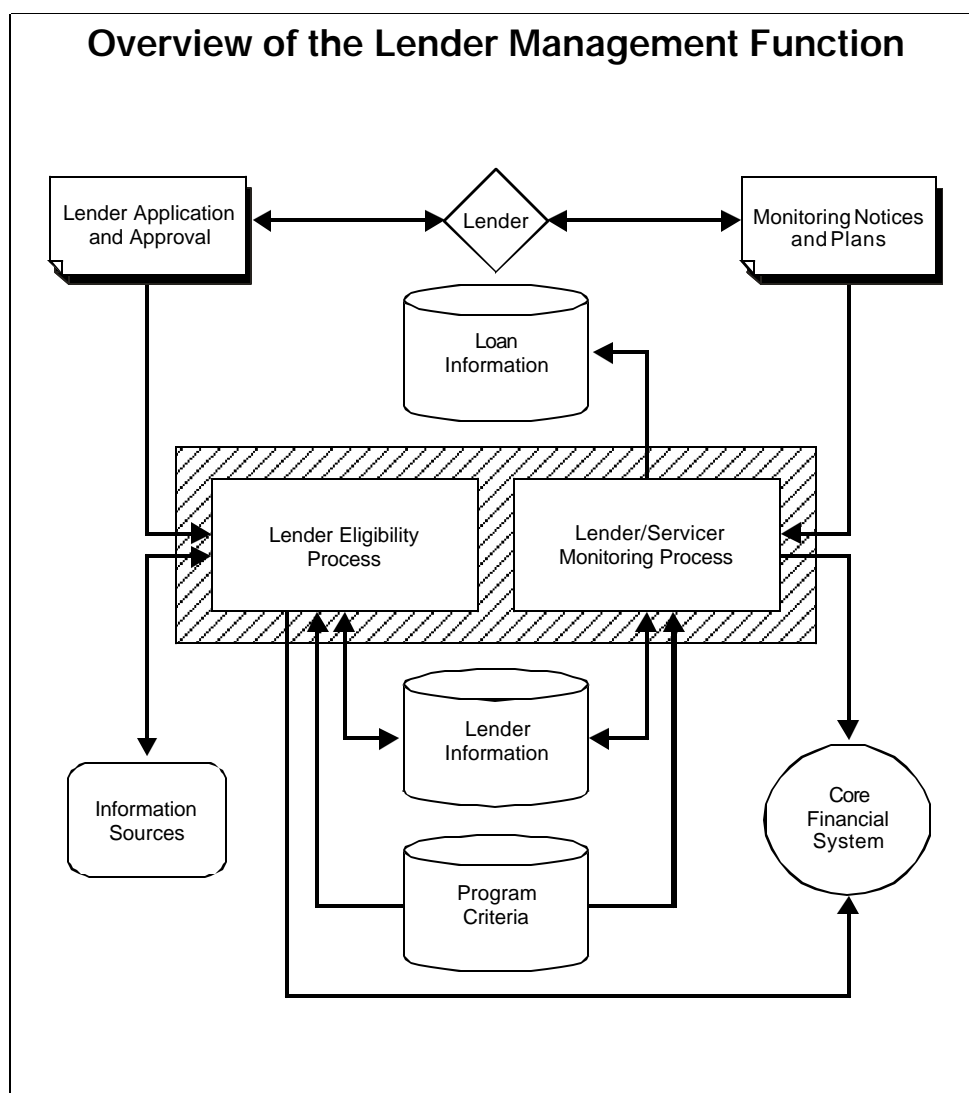 Overview of the Lender Management Function
Lender Application
and Approval
Lender
Monitoring Notices
and Plans
Loan
Information
Lender Eligibility
Process
Lender/Servicer
Monitoring Process
Lender
Information
Information
Sources
Core
Financial
System
Program
Criteria